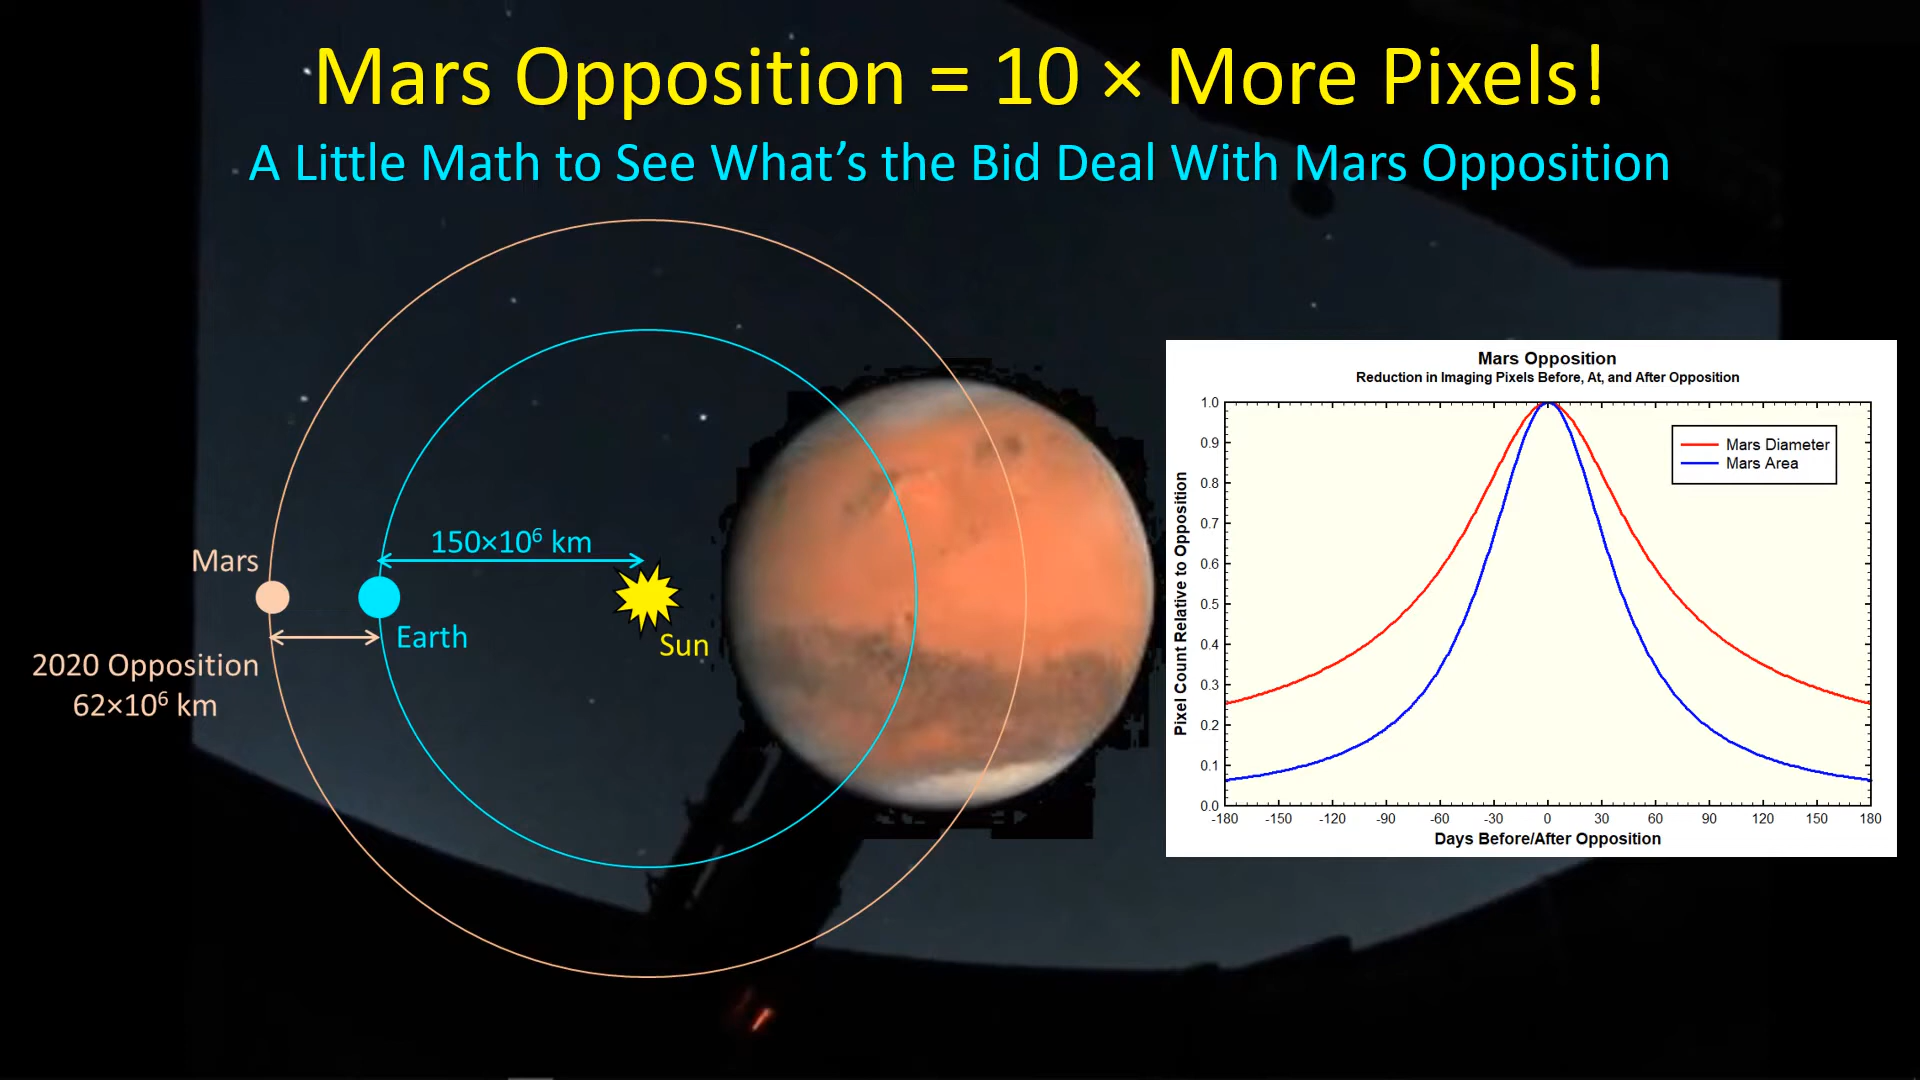 Mars Opposition = 10 × More Pixels!
A Little Math to See What’s the Bid Deal With Mars Opposition
150×10⁶ km
Mars
Earth
Sun
2020 Opposition
62×10⁶ km
Mars Opposition
Reduction in Imaging Pixels Before, At, and After Opposition
Pixel Count Relative to Opposition
1.0
0.9
0.8
0.7
0.6
0.5
0.4
0.3
0.2
0.1
0.0
Mars Diameter
Mars Area
-180 -150 -120 -90 -60 -30 0 30 60 90 120 150 180
Days Before/After Opposition